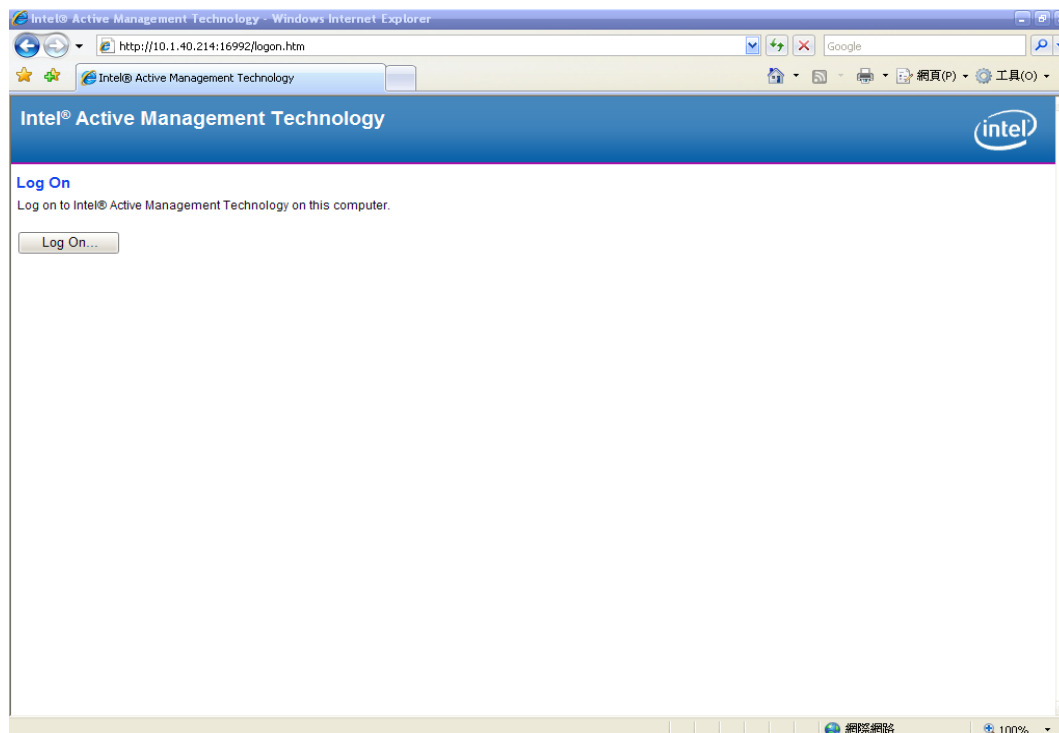 Intel® Active Management Technology - Windows Internet Explorer
http://10.1.40.214:16992/logon.htm
Google
Intel® Active Management Technology
網頁(P)
工具(O)
Intel® Active Management Technology
intel
Log On
Log on to Intel® Active Management Technology on this computer.
Log On...
網際網路
100%